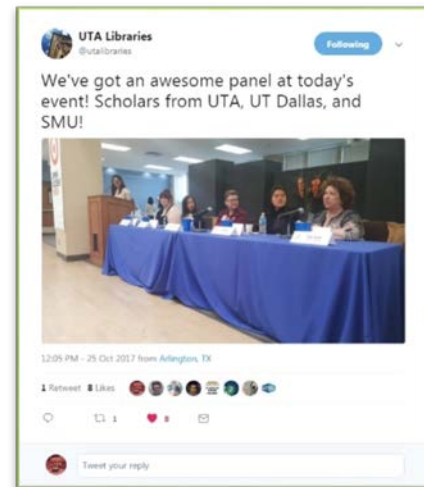 UTA Libraries
@utalibraries
Following
We've got an awesome panel at today's
event! Scholars from UTA, UT Dallas, and
SMU!
12:05 PM - 25 Oct 2017 from Arlington, TX
1 Retweet 8 Likes
1
8
Tweet your reply